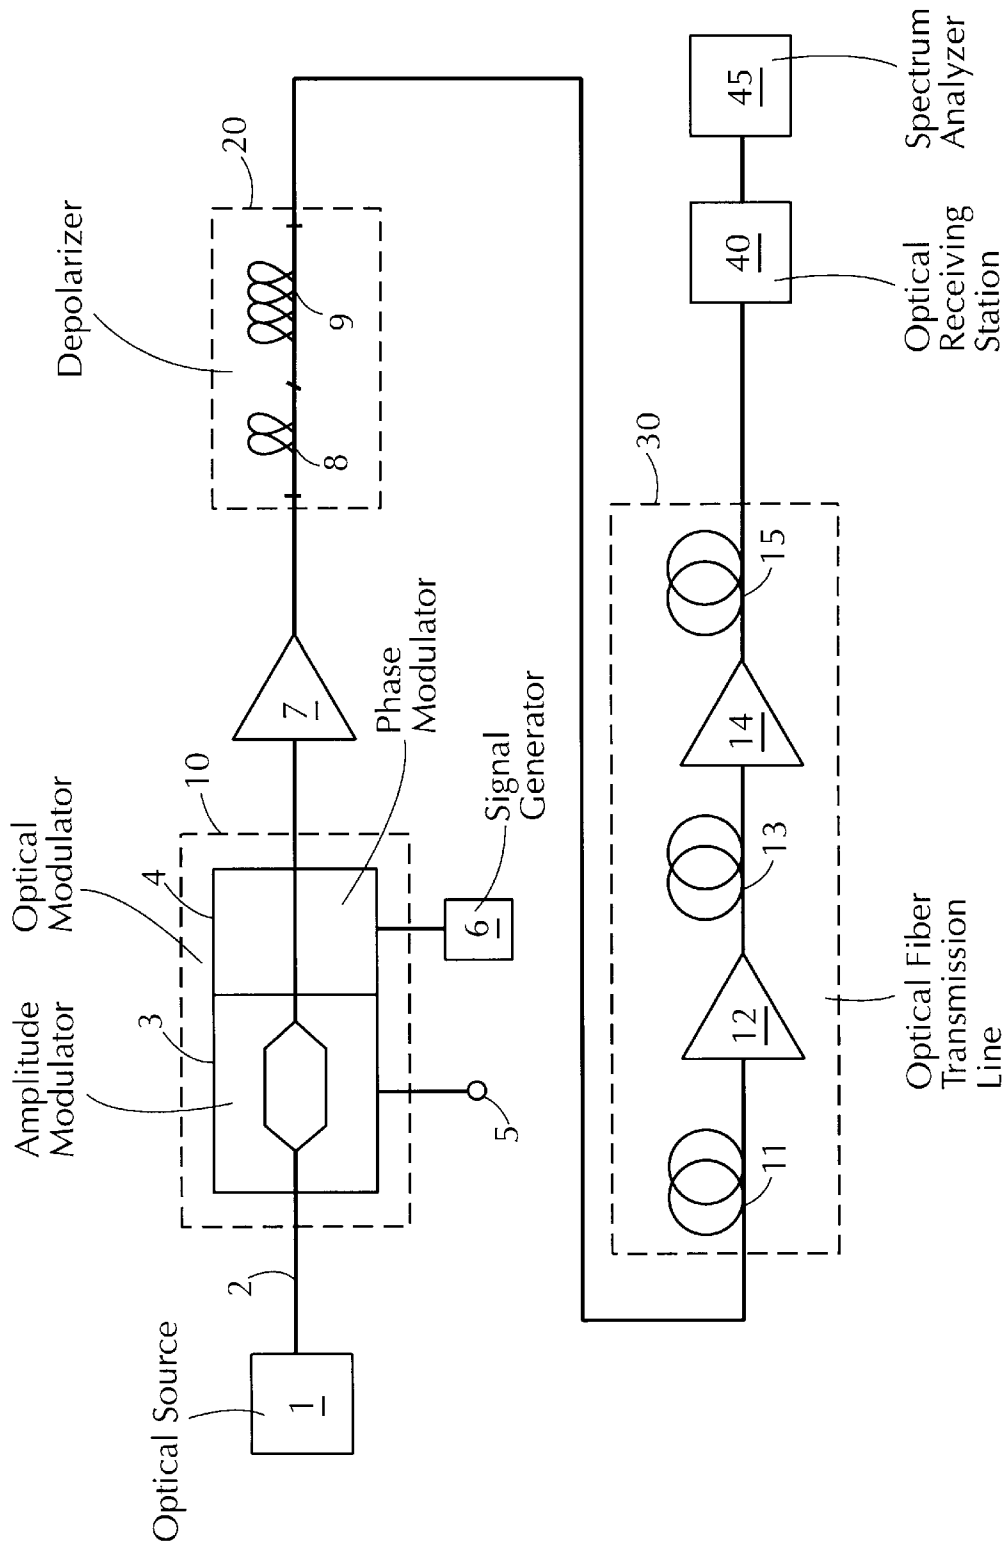 Optical Source
1
2
Amplitude
Modulator
3
Optical
Modulator
4
10
5
6
Signal
Generator
Phase
Modulator
7
Depolarizer
20
8
9
11
12
13
14
15
30
Optical Fiber
Transmission
Line
40
Optical
Receiving
Station
45
Spectrum
Analyzer